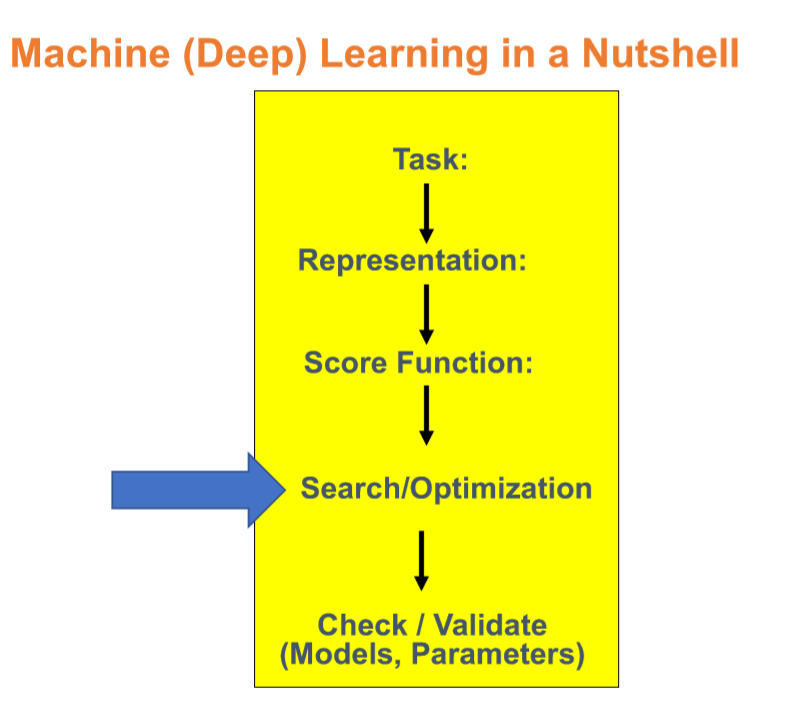 Machine (Deep) Learning in a Nutshell
Task:
Representation:
Score Function:
Search/Optimization
Check / Validate
(Models, Parameters)